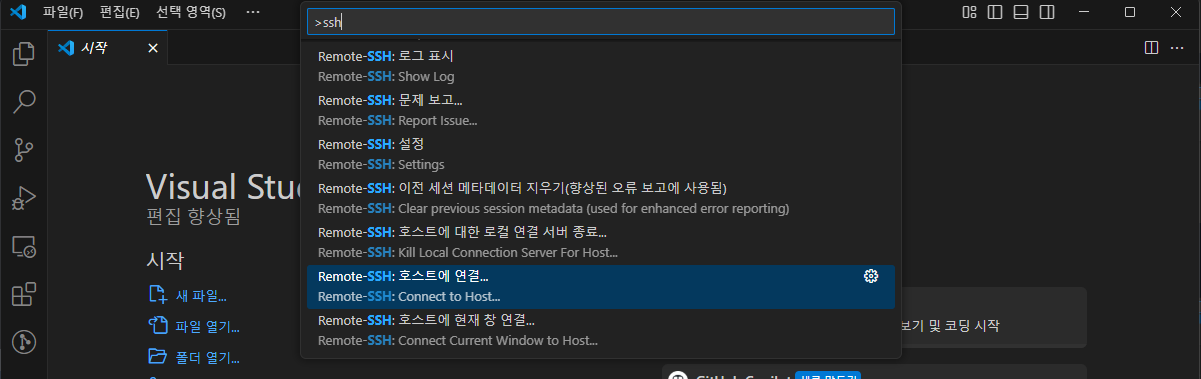 파일(F) 편집(E) 선택 영역(S) ···
>ssh
시작
Remote-SSH: 로그 표시
Remote-SSH: Show Log
Remote-SSH: 문제 보고...
Remote-SSH: Report Issue...
Remote-SSH: 설정
Remote-SSH: Settings
Remote-SSH: 이전 세션 메타데이터 지우기(향상된 오류 보고에 사용됨)
Remote-SSH: Clear previous session metadata (used for enhanced error reporting)
Remote-SSH: 호스트에 대한 로컬 연결 서버 종료...
Remote-SSH: Kill Local Connection Server For Host...
Remote-SSH: 호스트에 연결...
Remote-SSH: Connect to Host...
Remote-SSH: 호스트에 현재 창 연결...
Remote-SSH: Connect Current Window to Host...
Visual Stu
편집 향상됨
시작
새 파일...
파일 열기...
폴더 열기...
보기 및 코딩 시작